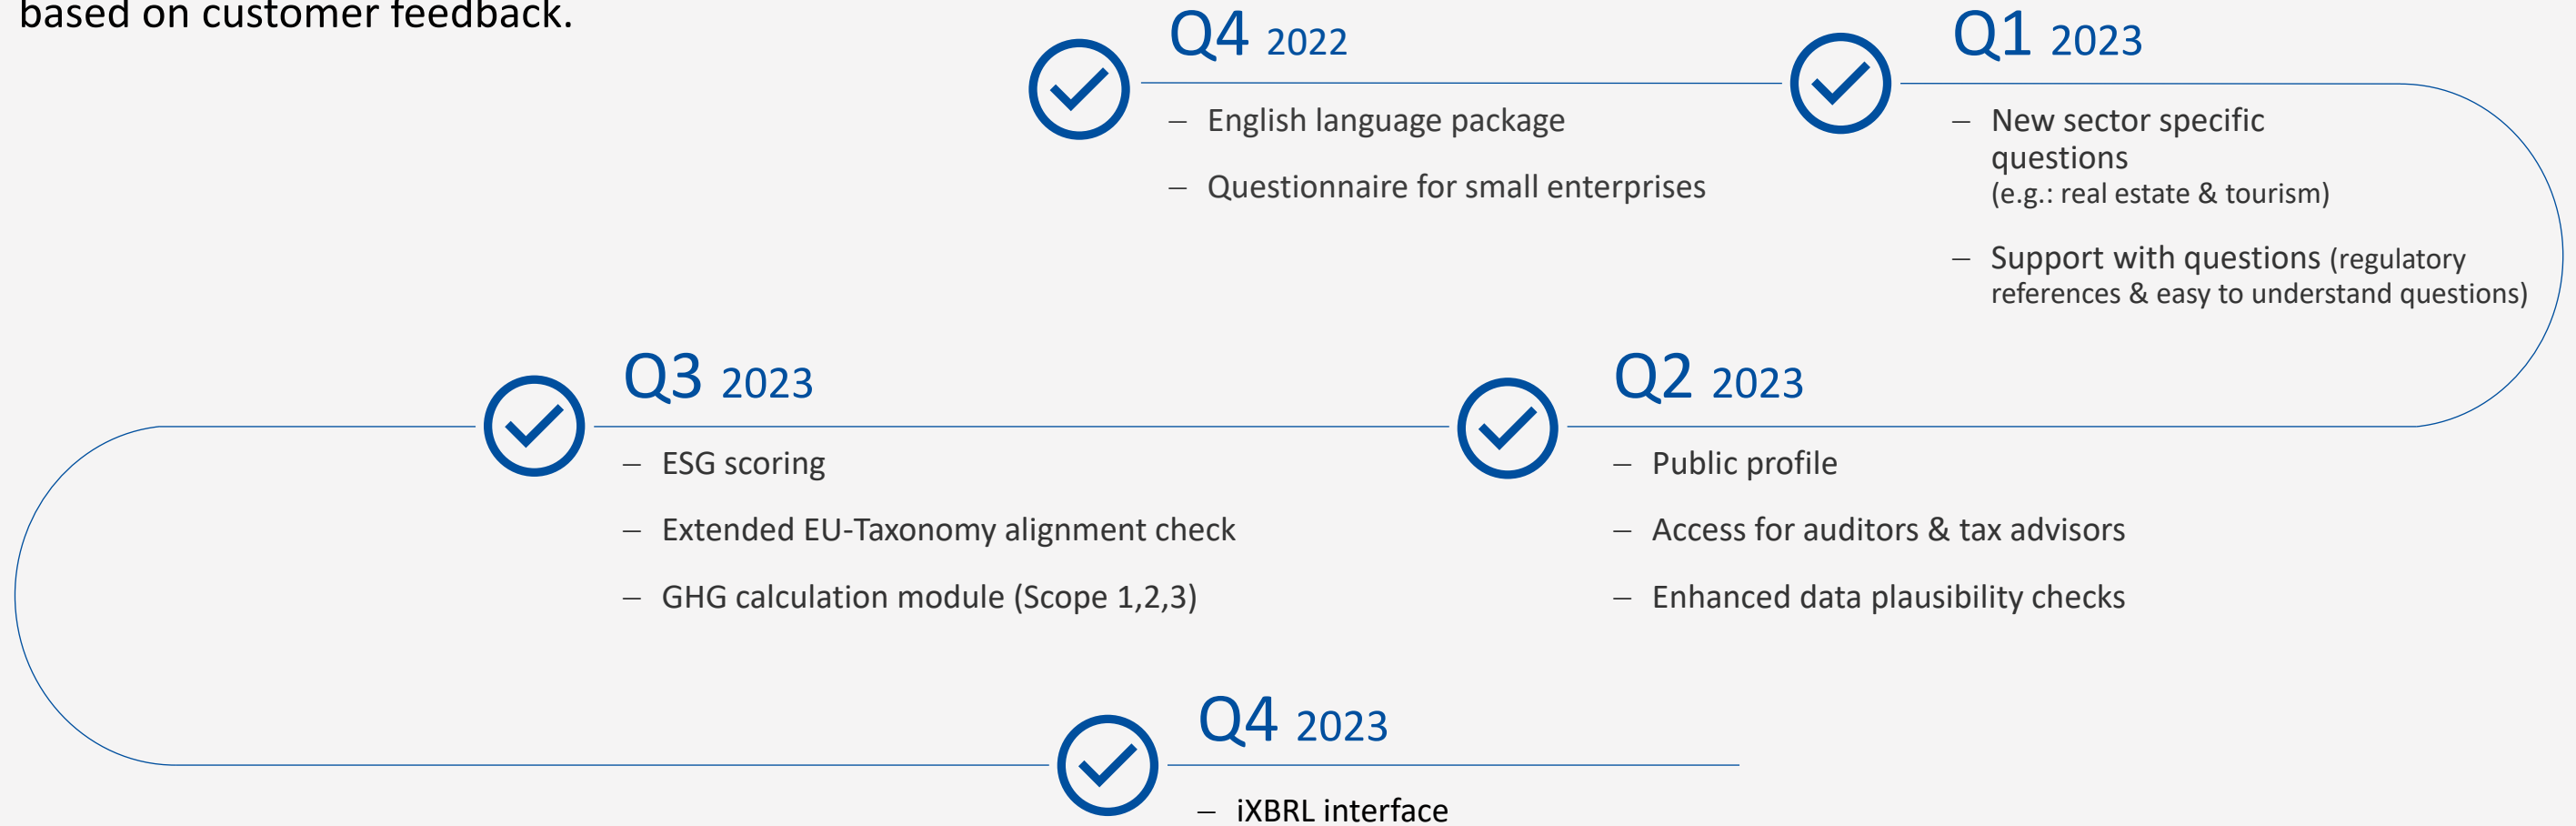 based on customer feedback.
Q4 2022
– English language package
– Questionnaire for small enterprises
Q1 2023
– New sector specific
questions
(e.g.: real estate & tourism)
– Support with questions (regulatory
references & easy to understand questions)
Q2 2023
– Public profile
– Access for auditors & tax advisors
– Enhanced data plausibility checks
Q3 2023
– ESG scoring
– Extended EU-Taxonomy alignment check
– GHG calculation module (Scope 1,2,3)
Q4 2023
– iXBRL interface